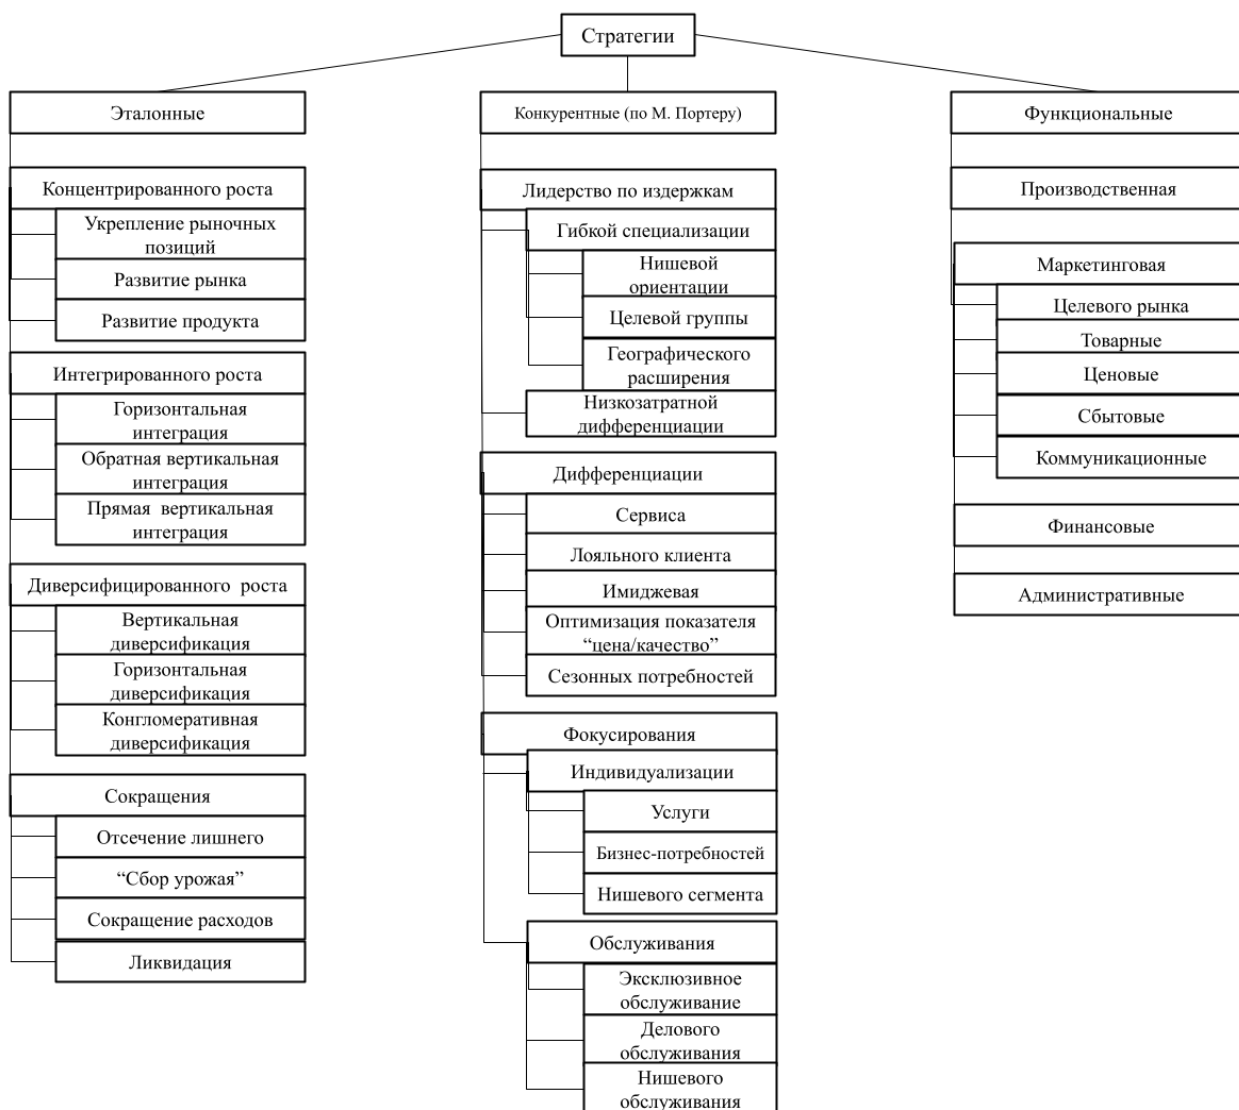 Стратегии
Эталонные
Концентрированного роста
Укрепление рыночных
позиций
Развитие рынка
Развитие продукта
Интегрированного роста
Горизонтальная
интеграция
Обратная вертикальная
интеграция
Прямая вертикальная
интеграция
Диверсифицированного роста
Вертикальная
диверсификация
Горизонтальная
диверсификация
Конгломеративная
диверсификация
Сокращения
Отсечение лишнего
“Сбор урожая”
Сокращение расходов
Ликвидация
Конкурентные (по М. Портеру)
Лидерство по издержкам
Гибкой специализации
Нишевой
ориентации
Целевой группы
Географического
расширения
Низкозатратной
дифференциации
Дифференциации
Сервиса
Лояльного клиента
Имиджевая
Оптимизация показателя
“цена/качество”
Сезонных потребностей
Фокусирования
Индивидуализации
Услуги
Бизнес-потребностей
Нишевого сегмента
Обслуживания
Эксклюзивное
обслуживание
Делового
обслуживания
Нишевого
обслуживания
Функциональные
Производственная
Маркетинговая
Целевого рынка
Товарные
Ценовые
Сбытовые
Коммуникационные
Финансовые
Административные